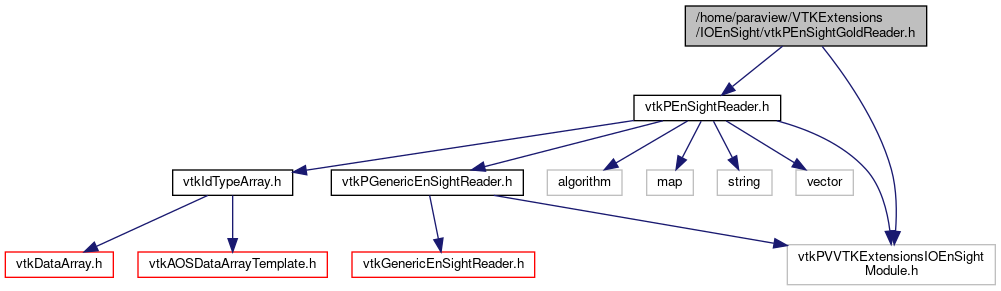 /home/paraview/VTKExtensions
/IOEnSight/vtkPEnSightGoldReader.h
vtkPEnSightReader.h
vtkIdTypeArray.h
vtkPGenericEnSightReader.h
algorithm
map
string
vector
vtkDataArray.h
vtkAOSDataArrayTemplate.h
vtkGenericEnSightReader.h
vtkPVVTKExtensionsIOEnSight
Module.h